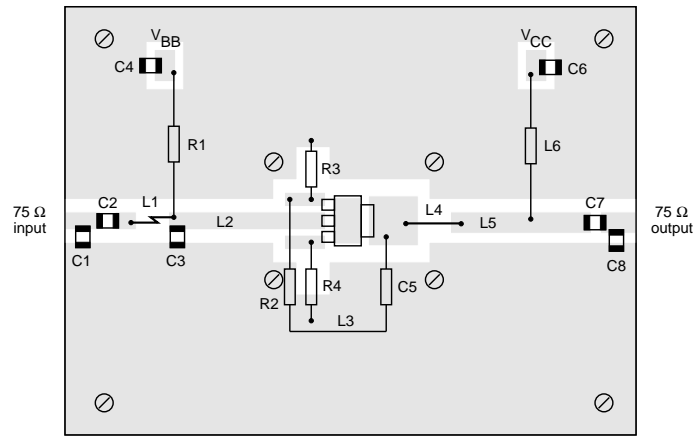 VBB
VCC
C4
C6
R1
L6
R3
C2
L1
L2
L4
L5
C7
75 Ω
input
75 Ω
output
C1
C3
C8
R2
R4
C5
L3